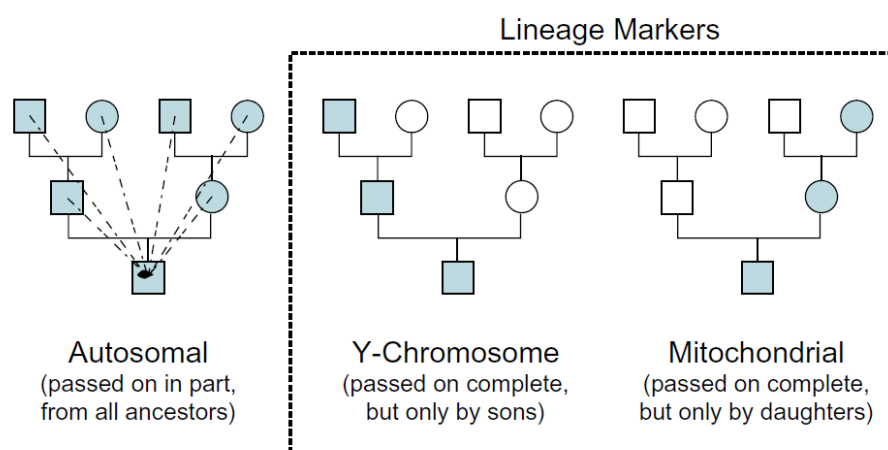 Lineage Markers
Autosomal
(passed on in part,
from all ancestors)
Y-Chromosome
(passed on complete,
but only by sons)
Mitochondrial
(passed on complete,
but only by daughters)